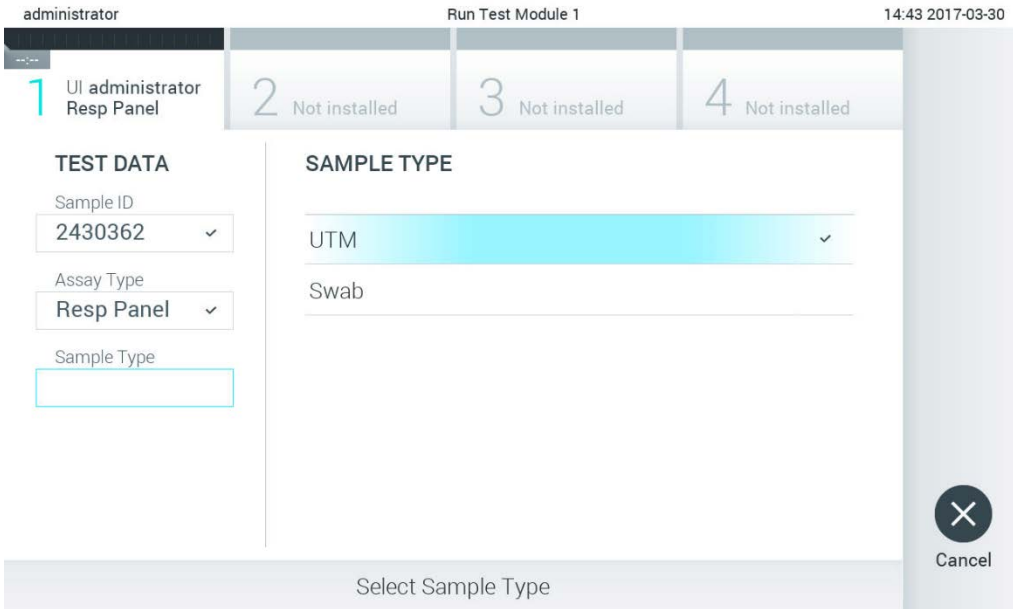 administrator
Run Test Module 1
14:43 2017-03-30
--:--
1
UI administrator
Resp Panel
2 Not installed
3 Not installed
4 Not installed
TEST DATA
Sample ID
2430362
Assay Type
Resp Panel
Sample Type
SAMPLE TYPE
UTM
Swab
Cancel
Select Sample Type